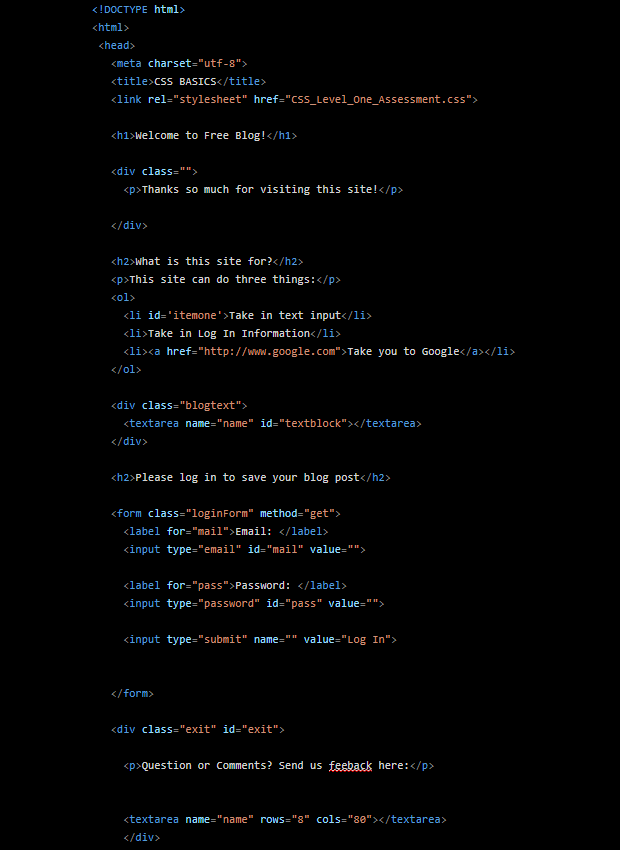 <!DOCTYPE html>
<html>
<head>
<meta charset="utf-8">
<title>CSS BASICS</title>
<link rel="stylesheet" href="CSS_Level_One_Assessment.css">
<h1>Welcome to Free Blog!</h1>
<div class="">
<p>Thanks so much for visiting this site!</p>
</div>
<h2>What is this site for?</h2>
<p>This site can do three things:</p>
<ol>
<li id='itemone'>Take in text input</li>
<li>Take in Log In Information</li>
<li><a href="http://www.google.com">Take you to Google</a></li>
</ol>
<div class="blogtext">
<textarea name="name" id="textblock"></textarea>
</div>
<h2>Please log in to save your blog post</h2>
<form class="loginForm" method="get">
<label for="mail">Email: </label>
<input type="email" id="mail" value="">
<label for="pass">Password: </label>
<input type="password" id="pass" value="">
<input type="submit" name="" value="Log In">
</form>
<div class="exit" id="exit">
<p>Question or Comments? Send us feeback here:</p>
<textarea name="name" rows="8" cols="80"></textarea>
</div>